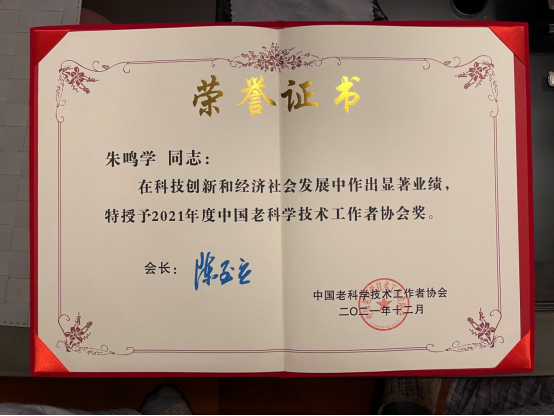 荣誉证书
朱鸣学 同志：
在科技创新和经济社会发展中作出显著业绩，
特授予2021年度中国老科学技术工作者协会奖。
会长：陈至立
中国老科学技术工作者协会
二〇二一年十二月